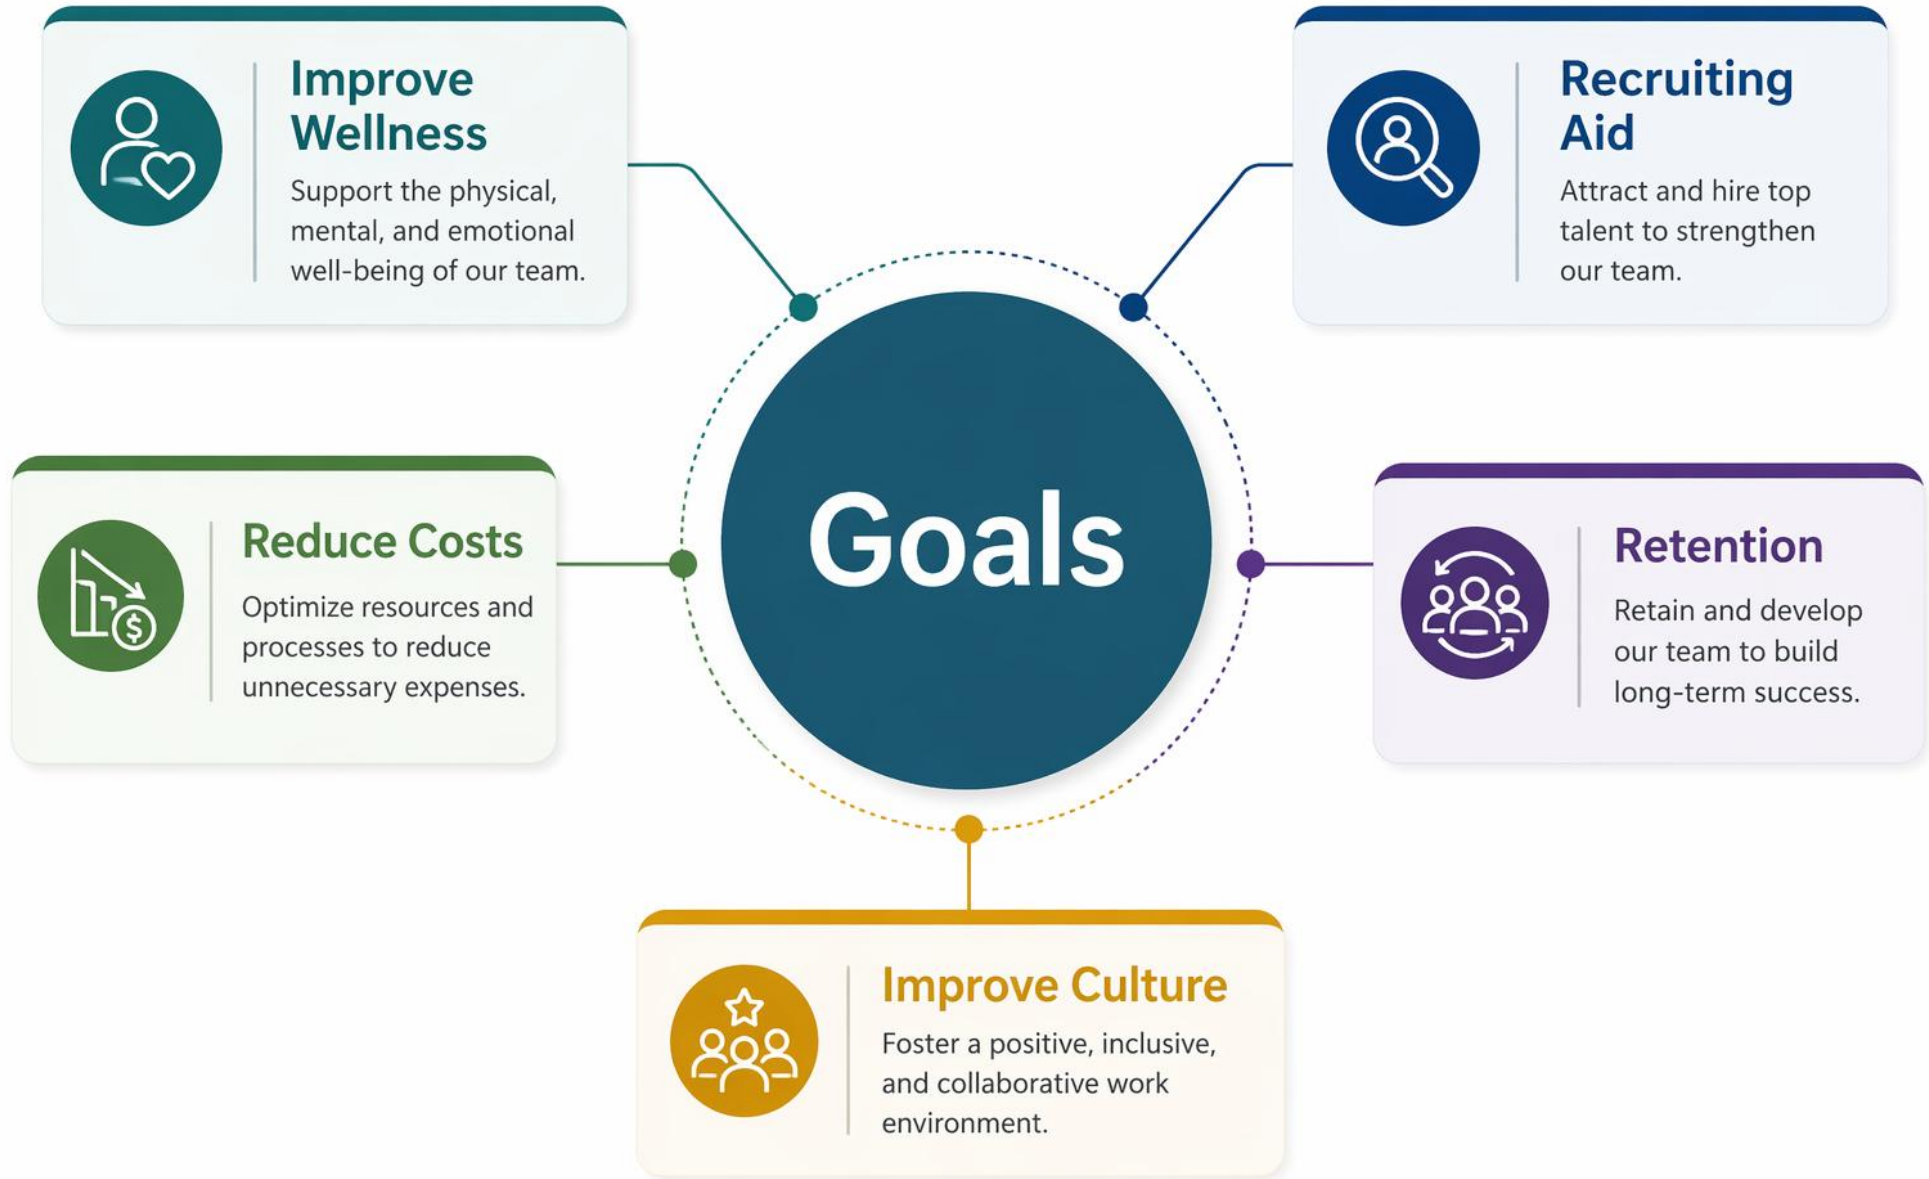 Improve
Wellness
Support the physical,
mental, and emotional
well-being of our team.
Recruiting
Aid
Attract and hire top
talent to strengthen
our team.
Goals
Reduce Costs
Optimize resources and
processes to reduce
unnecessary expenses.
$
Retention
Retain and develop
our team to build
long-term success.
Improve Culture
Foster a positive, inclusive,
and collaborative work
environment.